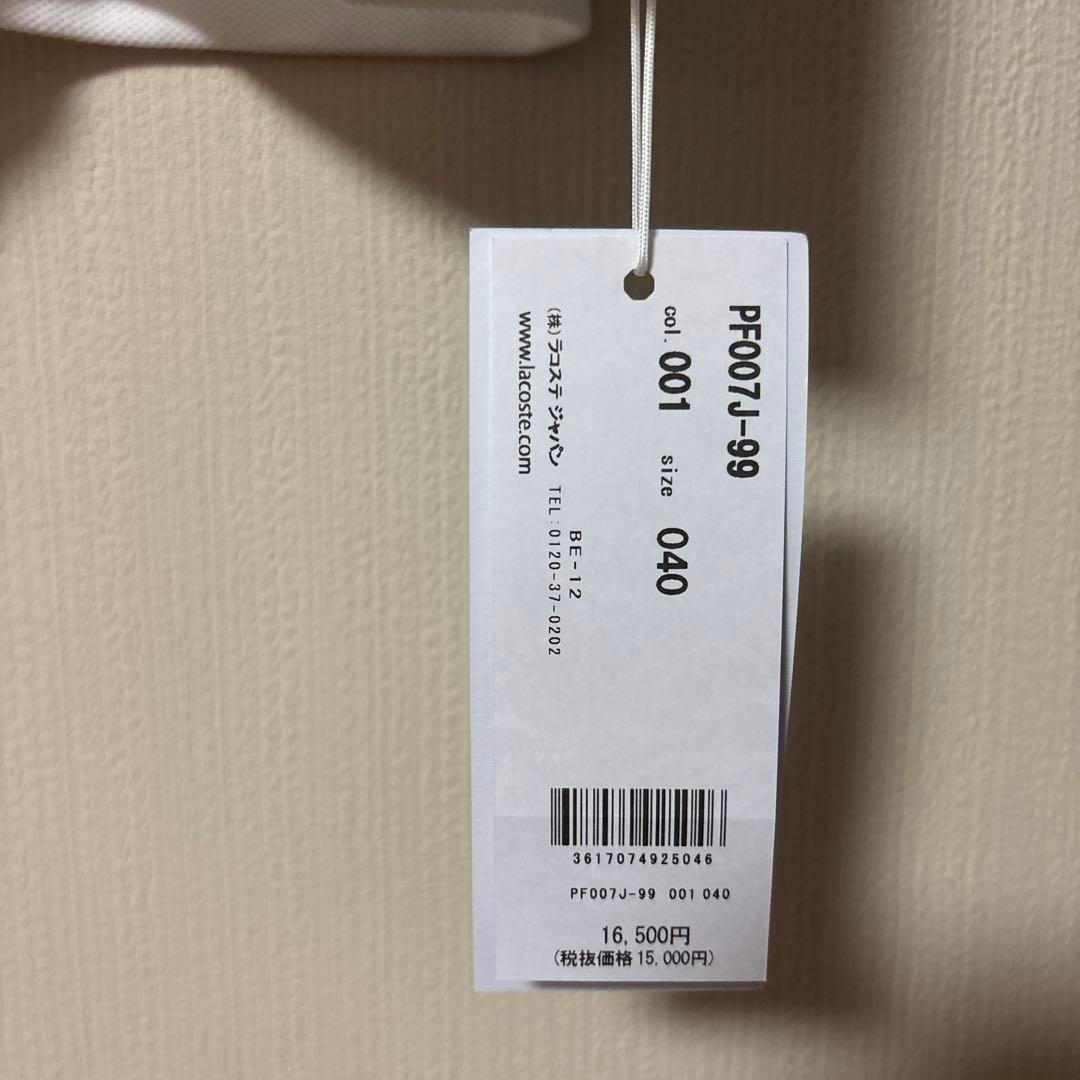 PF007J-99
col. 001 size 040
BE-12
(株)ラコステ ジャパン TEL:0120-37-0202
www.lacoste.com
3617074925046
PF007J-99 001 040
16,500円
(税抜価格15,000円)